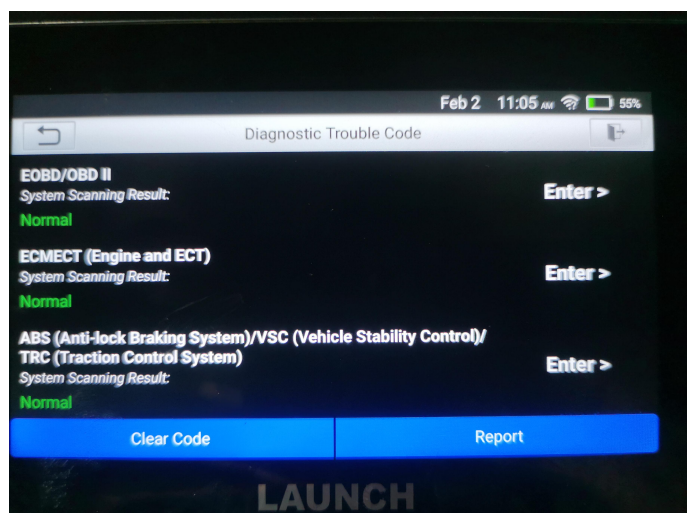 Feb 2 11:05 AM 55%
Diagnostic Trouble Code
EOBD/OBD II
System Scanning Result:
Enter >
Normal
ECMECT (Engine and ECT)
System Scanning Result:
Enter >
Normal
ABS (Anti-lock Braking System)/VSC (Vehicle Stability Control)/
TRC (Traction Control System)
Enter >
System Scanning Result:
Normal
Clear Code Report
LAUNCH